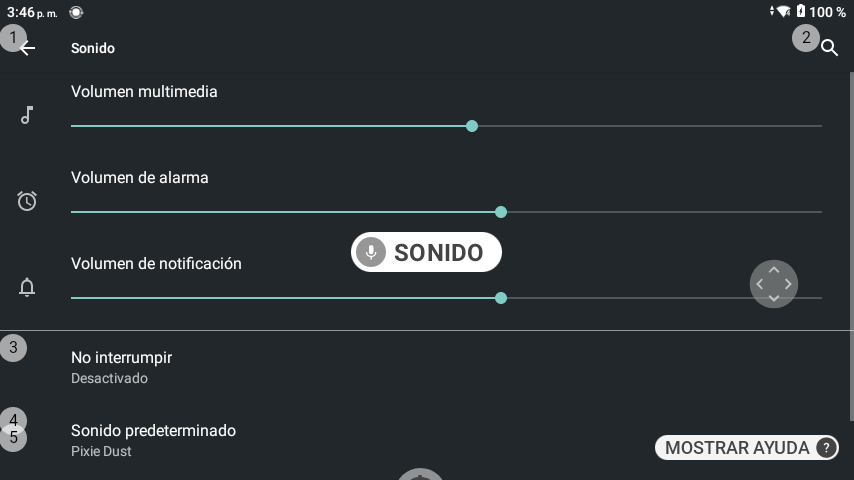 3:46 p. m.
100 %
1
Sonido
2
Volumen multimedia
Volumen de alarma
SONIDO
Volumen de notificación
3
No interrumpir
Desactivado
4
5
Sonido predeterminado
Pixie Dust
MOSTRAR AYUDA ?